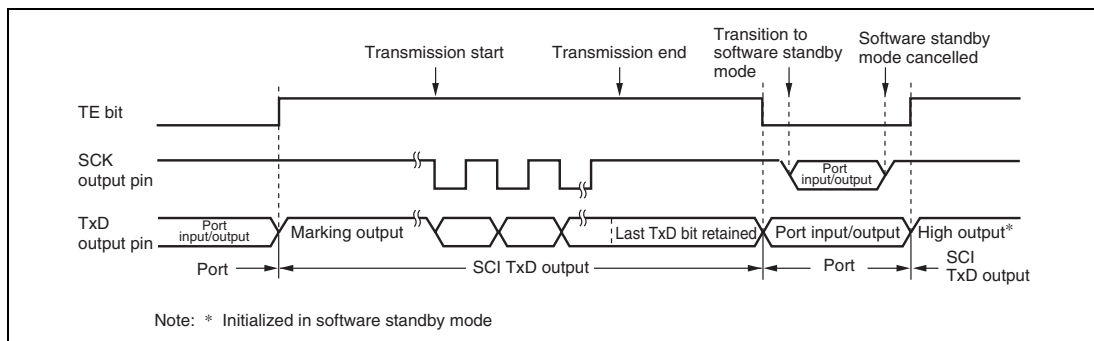 Transmission start
Transmission end
Transition to
software standby
mode
Software standby
mode cancelled
TE bit
SCK
output pin
Port
input/output
TxD
output pin
Port
input/output
Marking output
Last TxD bit retained
Port input/output
High output*
Port
SCI TxD output
Port
SCI
TxD output
Note: * Initialized in software standby mode